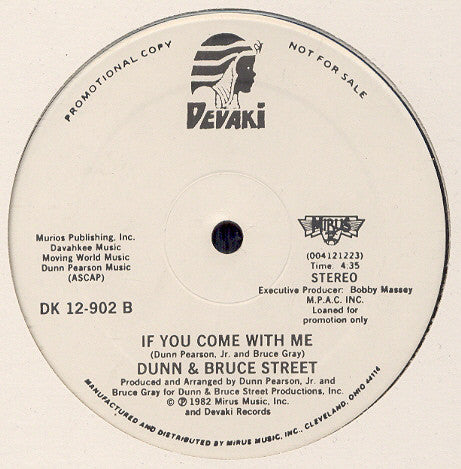 PROMOTIONAL COPY
NOT FOR SALE
DEVAKI
Murios Publishing, Inc.
Davahkee Music
Moving World Music
Dunn Pearson Music
(ASCAP)
DK 12-902 B
MIRUS
(004121223)
Time: 4:35
STEREO
Executive Producer: Bobby Massey
M.P.A.C. INC.
Loaned for
promotion only
IF YOU COME WITH ME
(Dunn Pearson, Jr. and Bruce Gray)
DUNN & BRUCE STREET
Produced and Arranged by Dunn Pearson, Jr. and
Bruce Gray for Dunn & Bruce Street Productions, Inc.
© ℗ 1982 Mirus Music, Inc.
and Devaki Records
MANUFACTURED AND DISTRIBUTED BY MIRUS MUSIC, INC., CLEVELAND, OHIO 44114